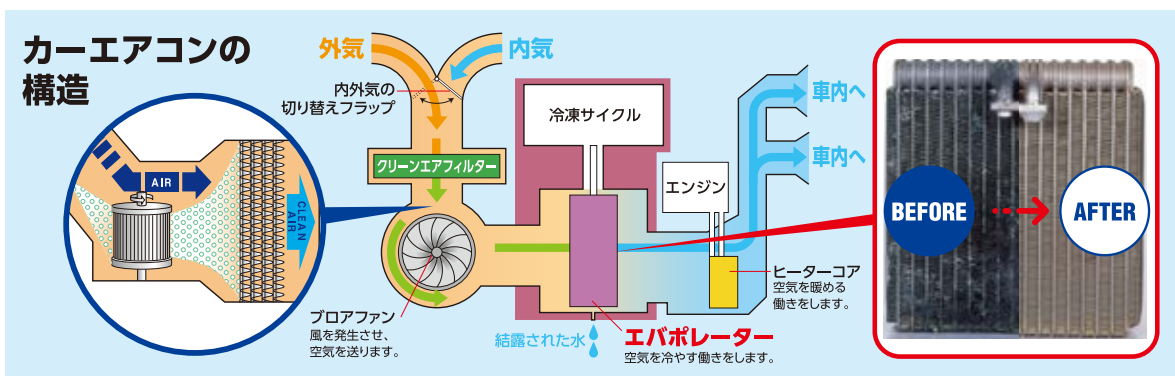 カーエアコンの
構造
外気
内気
内外気の
切り替えフラップ
クリーンエアフィルター
冷凍サイクル
エンジン
車内へ
車内へ
AIR
CLEAN
AIR
BEFORE
AFTER
ヒーターコア
空気を暖める
働きをします。
ブロアファン
風を発生させ、
空気を送ります。
結露された水
エバポレーター
空気を冷やす働きをします。